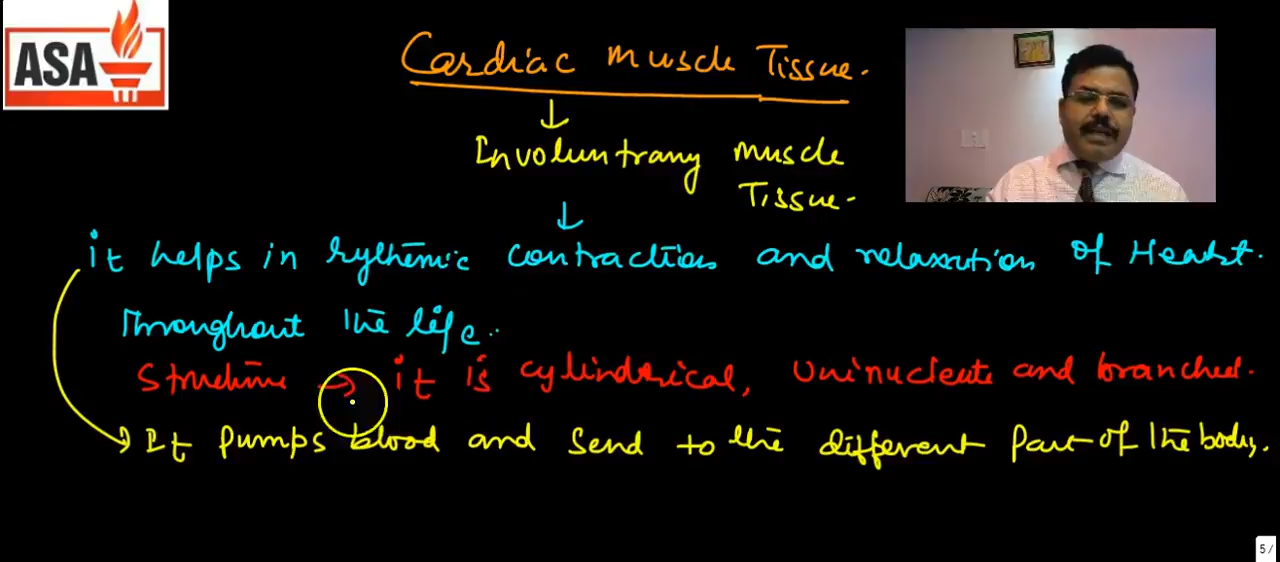 ASA
Cardiac Muscle Tissue.
Involuntrany muscle
Tissue.
it helps in rythemic contraction and relaxation of Heart.
Throughout the life.
Structure → it is cylindrical, uninucleate and branched.
It pumps blood and send to the different part of the body.
5/